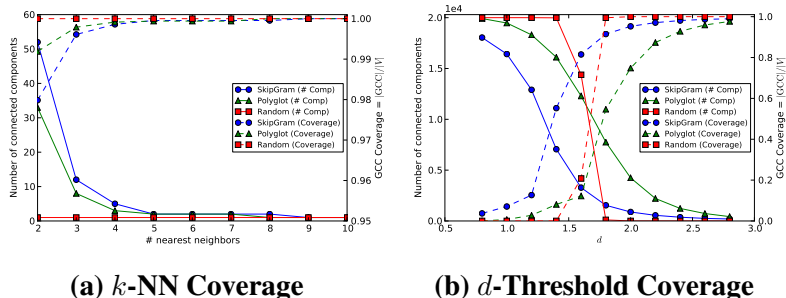 60
50
40
30
20
10
0
Number of connected components
SkipGram (# Comp)
Polyglot (# Comp)
Random (# Comp)
SkipGram (Coverage)
Polyglot (Coverage)
Random (Coverage)
1.00
0.99
0.98
0.97
0.96
0.95
GCC Coverage = |GCC|/|V|
2 3 4 5 6 7 8 9 10
# nearest neighbors
(a) k-NN Coverage
1e4
2.0
1.5
1.0
0.5
0.0
Number of connected components
SkipGram (# Comp)
Polyglot (# Comp)
Random (# Comp)
SkipGram (Coverage)
Polyglot (Coverage)
Random (Coverage)
1.0
0.8
0.6
0.4
0.2
0.0
GCC Coverage = |GCC|/|V|
0.5 1.0 1.5 2.0 2.5 3.0
d
(b) d-Threshold Coverage